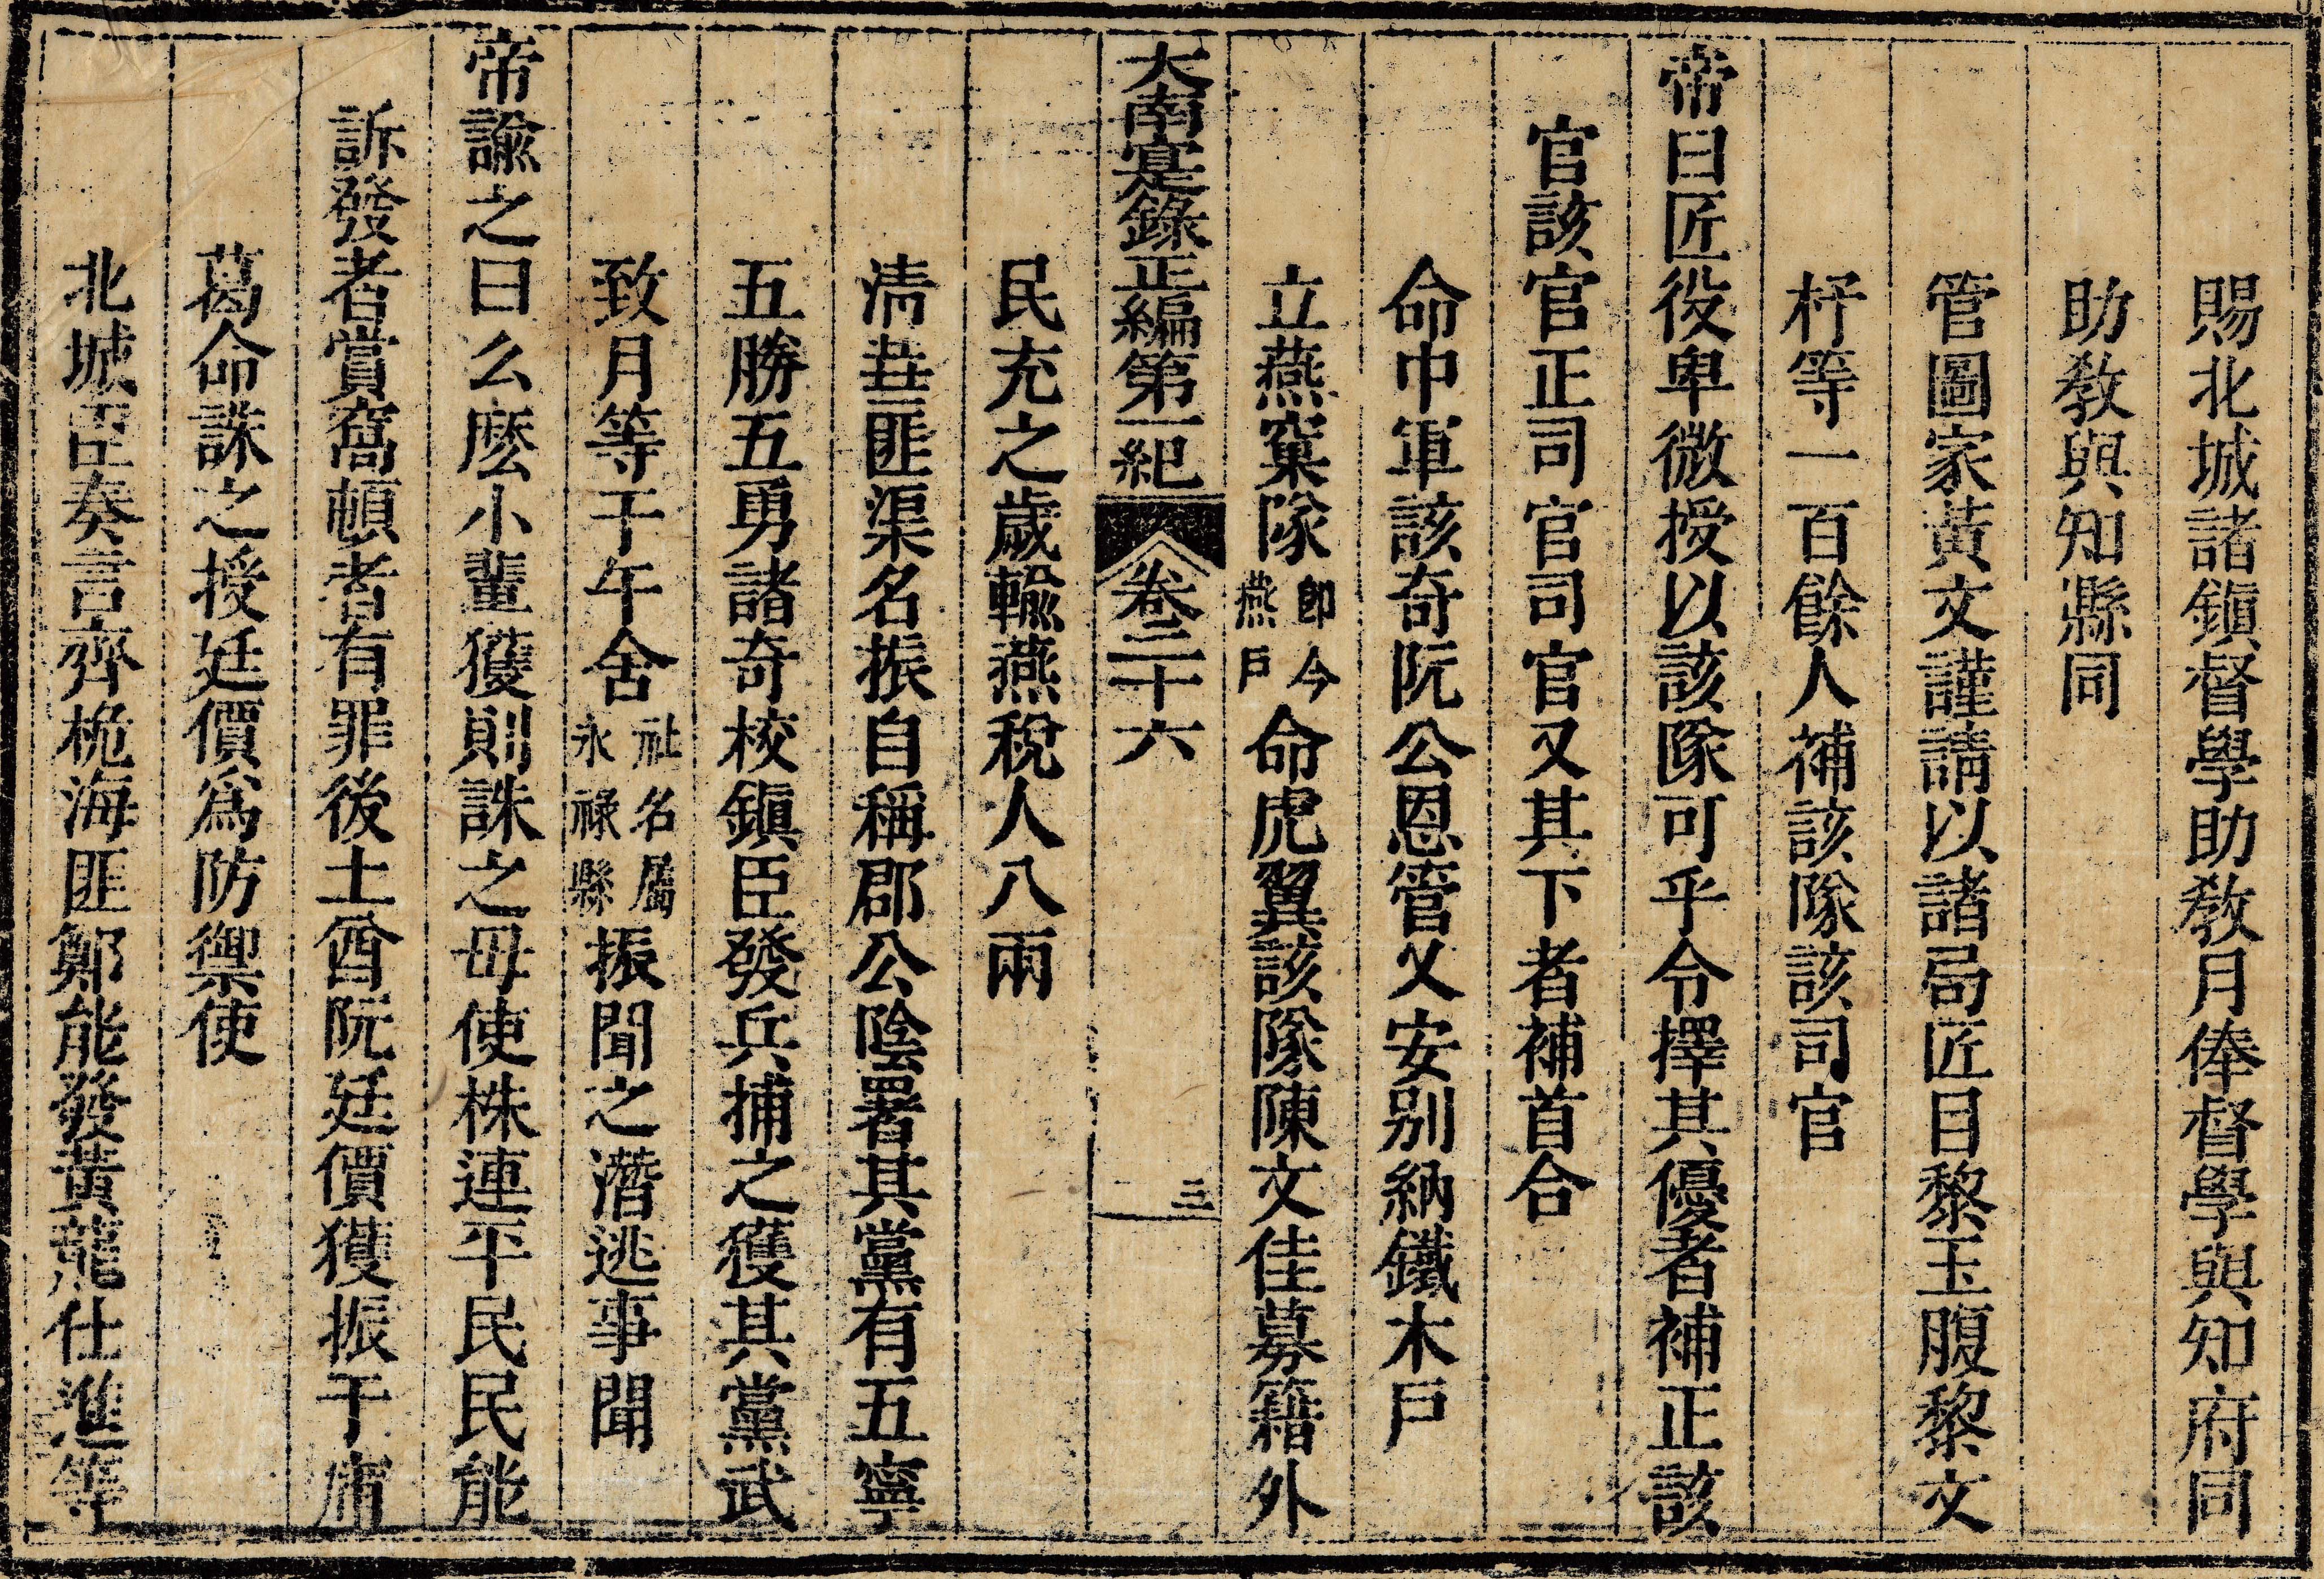 賜北城諸鎮督學助教月俸督學與知府同
助教與知縣同
管圖家黃文謹請以諸局匠目黎玉腹黎文
杼等一百餘人補該隊該司官
帝曰匠役卑微授以該隊可乎令擇其優者補正該
官該官正司官司官又其下者補首合
命中軍該奇阮公恩管乂安別納鐵木戶
立燕窠隊即今燕戶命虎翼該隊陳文佳募籍外
大南寔錄正編第一紀 卷三十六 三
民充之歲輸燕稅人八兩
清葩匪渠名振自稱郡公陰署其黨有五寧
五勝五勇諸奇校鎮臣發兵捕之獲其黨武
致月等于午舍社名屬永祿縣振聞之潛逃事聞
帝諭之曰么麽小輩獲則誅之毋使株連平民民能
訴發者賞窩頓者有罪後土酋阮廷價獲振于廣
葛命誅之授廷價爲防禦使
北城臣奏言齊桅海匪鄭能發黃龍仕進等